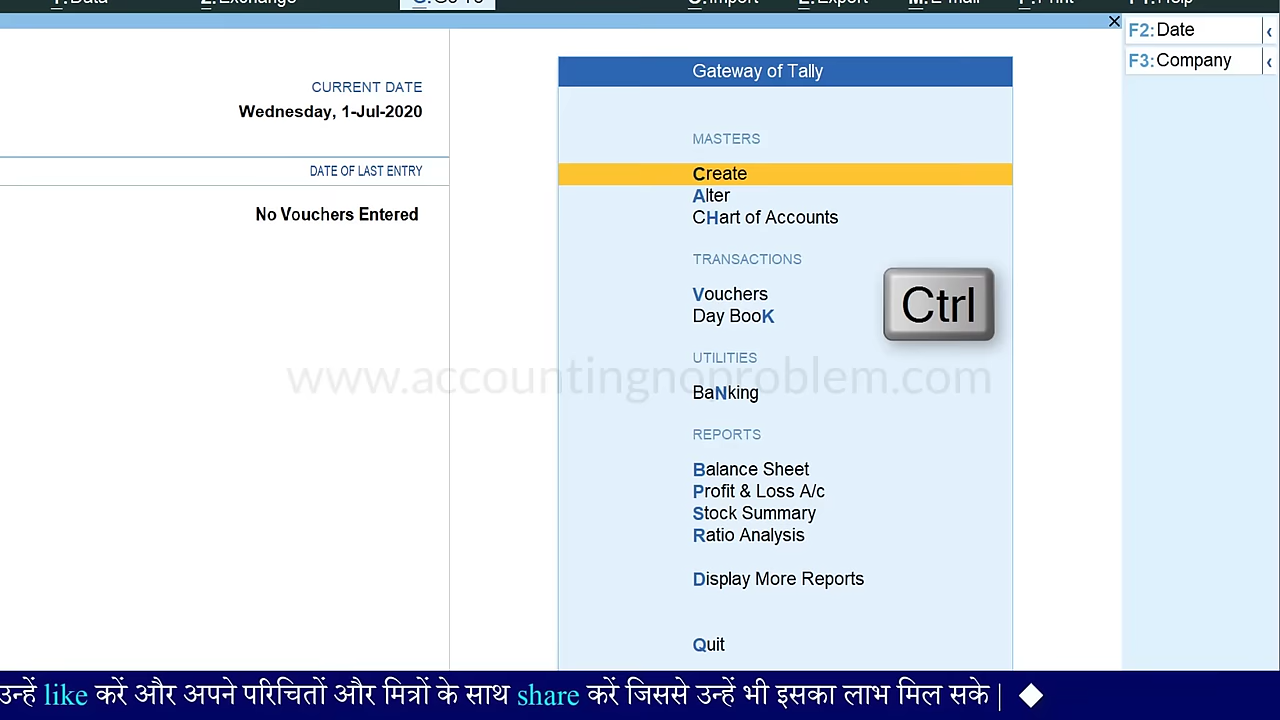 CURRENT DATE
Wednesday, 1-Jul-2020
DATE OF LAST ENTRY
No Vouchers Entered
Gateway of Tally
MASTERS
Create
Alter
CHart of Accounts
TRANSACTIONS
Vouchers
Day BooK
Ctrl
UTILITIES
www.accountingnoproblem.com
BaNking
REPORTS
Balance Sheet
Profit & Loss A/c
Stock Summary
Ratio Analysis
Display More Reports
Quit
F2:Date
F3:Company
उन्हें like करें और अपने परिचितों और मित्रों के साथ share करें जिससे उन्हें भी इसका लाभ मिल सके |